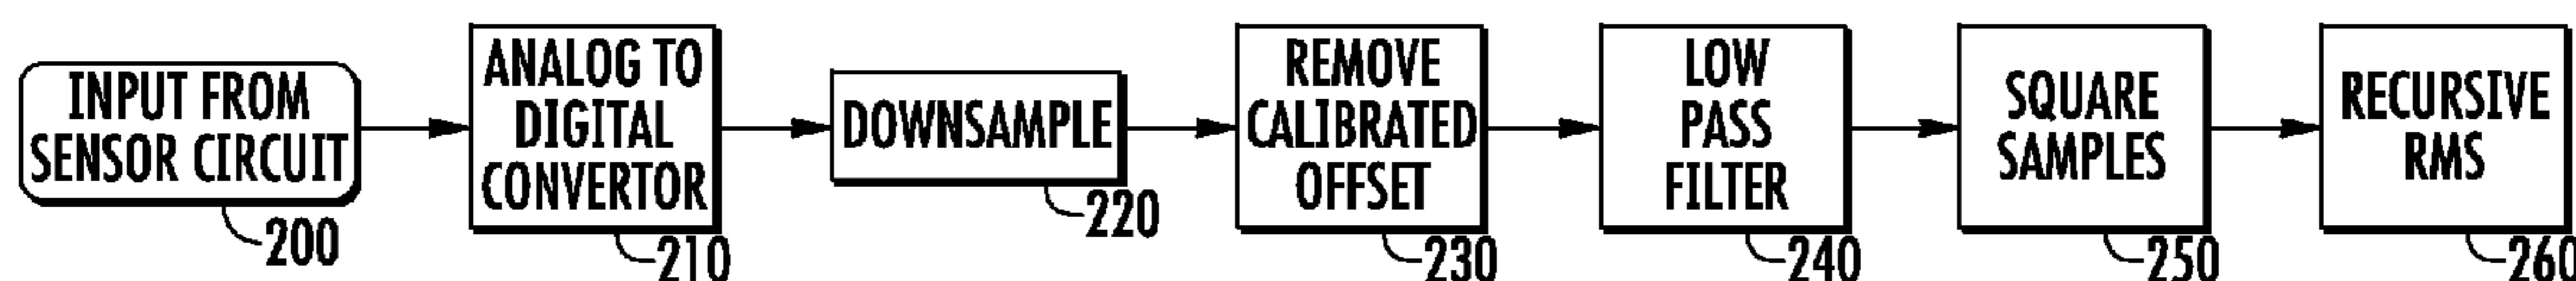 INPUT FROM
SENSOR CIRCUIT
200
ANALOG TO
DIGITAL
CONVERTOR
210
DOWNSAMPLE
220
REMOVE
CALIBRATED
OFFSET
230
LOW
PASS
FILTER
240
SQUARE
SAMPLES
250
RECURSIVE
RMS
260